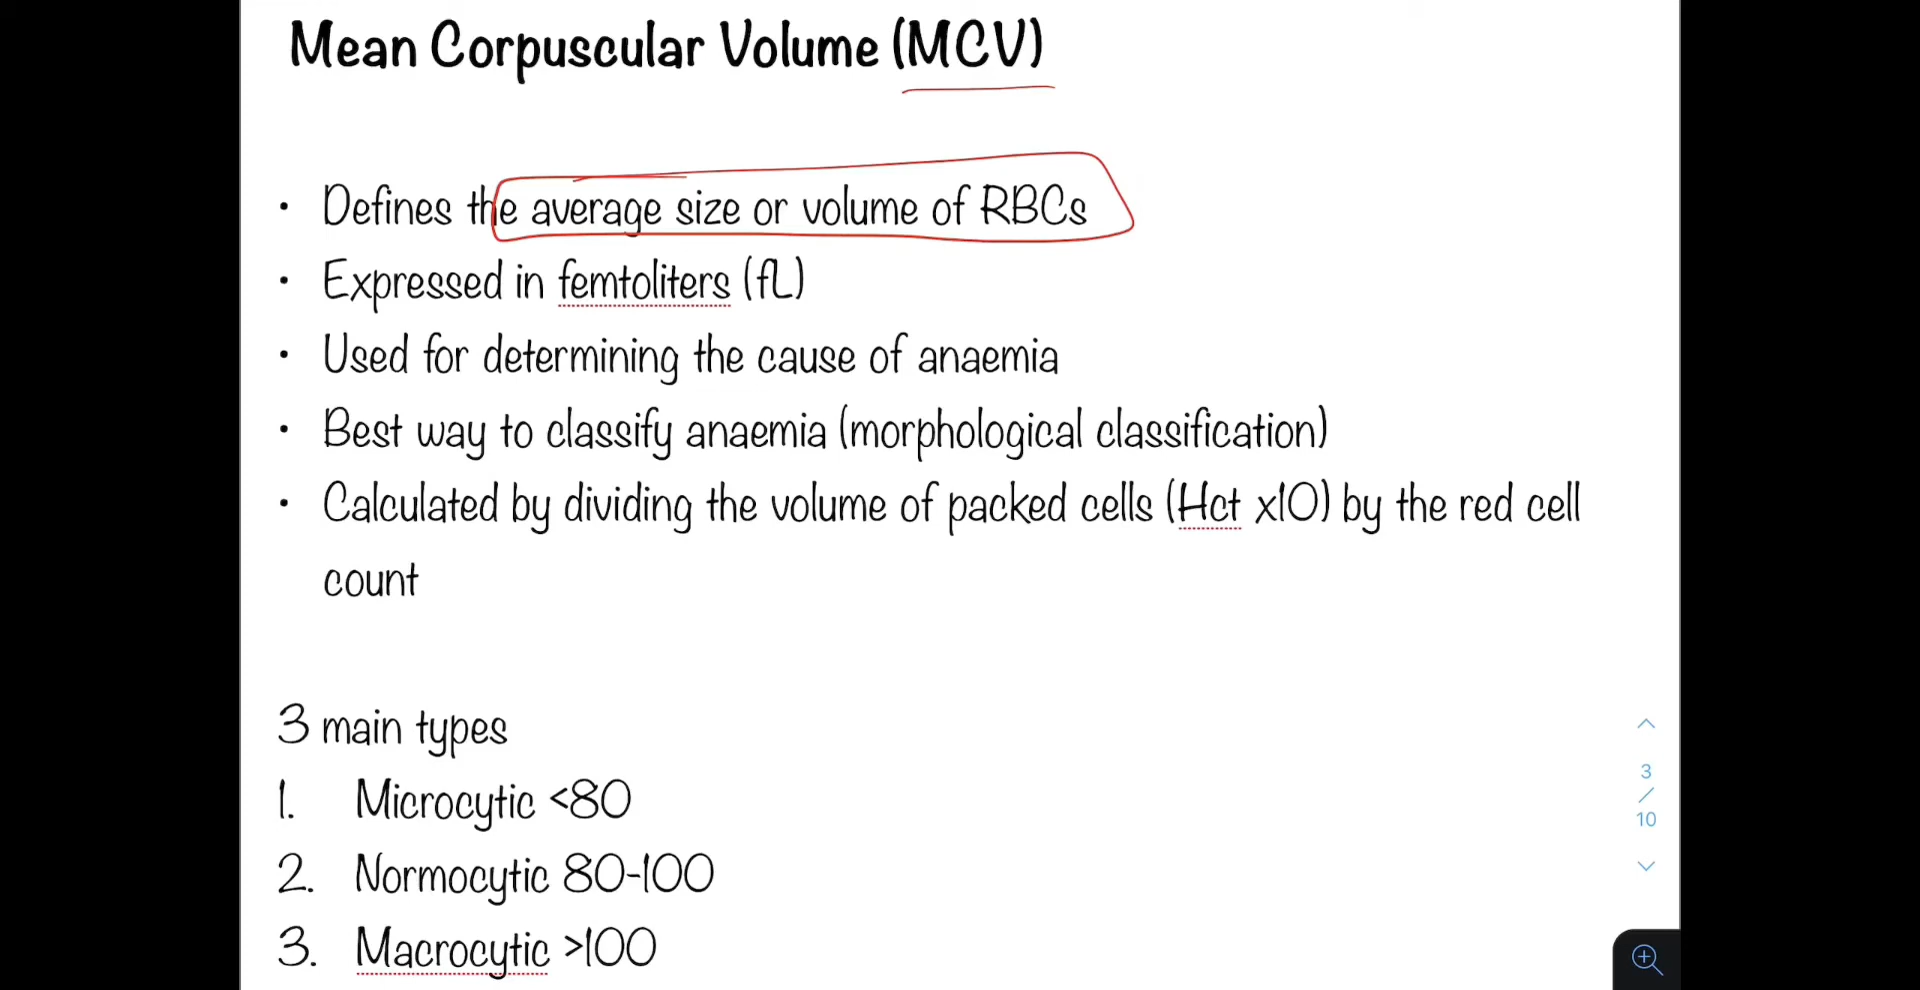 Mean Corpuscular Volume (MCV)
• Defines the average size or volume of RBCs
• Expressed in femtoliters (fL)
• Used for determining the cause of anaemia
• Best way to classify anaemia (morphological classification)
• Calculated by dividing the volume of packed cells (Hct x10) by the red cell
count
3 main types
1. Microcytic <80
2. Normocytic 80-100
3. Macrocytic >100
3
/
10